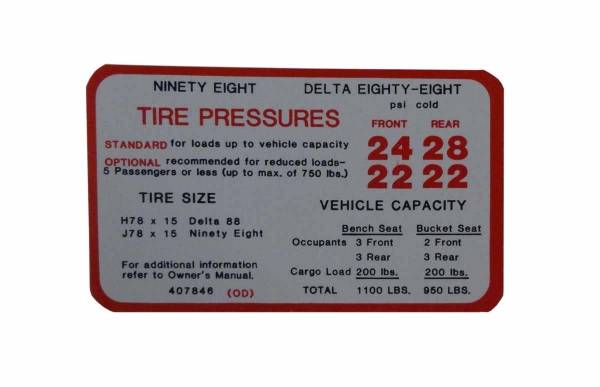 NINETY EIGHT DELTA EIGHTY-EIGHT
psi cold
TIRE PRESSURES FRONT REAR
STANDARD for loads up to vehicle capacity 24 28
OPTIONAL recommended for reduced loads-
5 Passengers or less (up to max. of 750 lbs.) 22 22
TIRE SIZE
H78 x 15 Delta 88
J78 x 15 Ninety Eight
For additional information
refer to Owner's Manual.
407846 (OD)
VEHICLE CAPACITY
Bench Seat Bucket Seat
Occupants 3 Front 2 Front
3 Rear 3 Rear
Cargo Load 200 lbs. 200 lbs.
TOTAL 1100 LBS. 950 LBS.